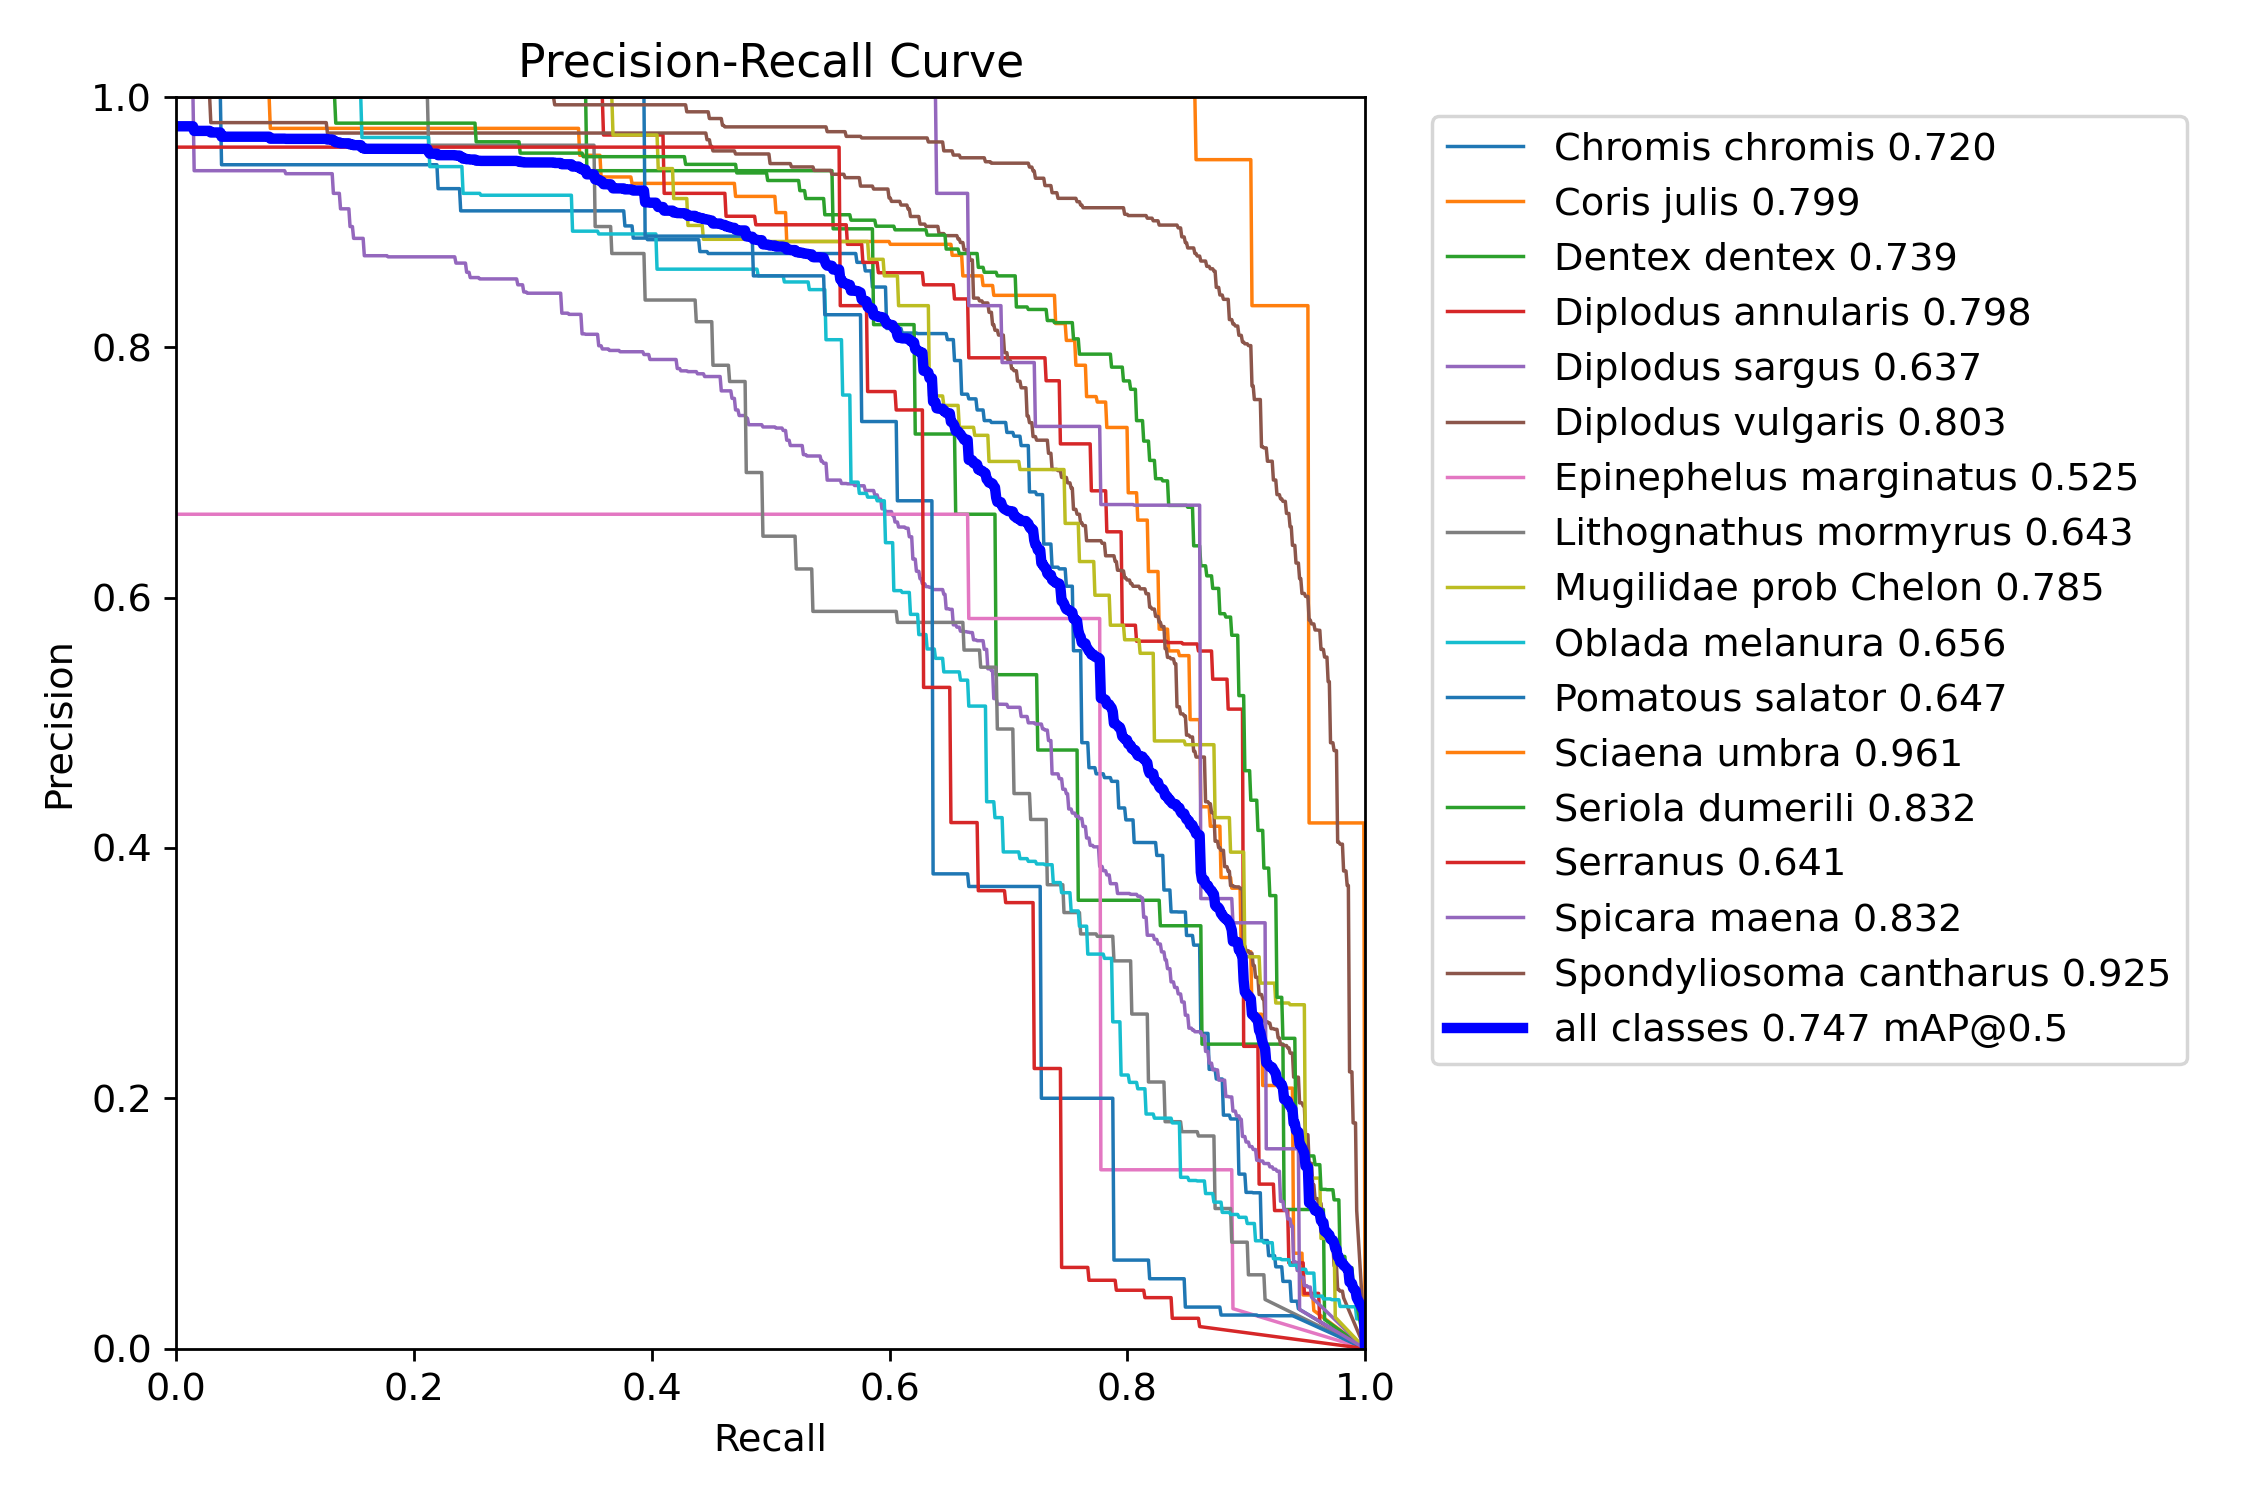 Precision-Recall Curve
1.0
0.8
0.6
0.4
0.2
0.0
Precision
0.0 0.2 0.4 0.6 0.8 1.0
Recall
Chromis chromis 0.720
Coris julis 0.799
Dentex dentex 0.739
Diplodus annularis 0.798
Diplodus sargus 0.637
Diplodus vulgaris 0.803
Epinephelus marginatus 0.525
Lithognathus mormyrus 0.643
Mugilidae prob Chelon 0.785
Oblada melanura 0.656
Pomatous salator 0.647
Sciaena umbra 0.961
Seriola dumerili 0.832
Serranus 0.641
Spicara maena 0.832
Spondyliosoma cantharus 0.925
all classes 0.747 mAP@0.5